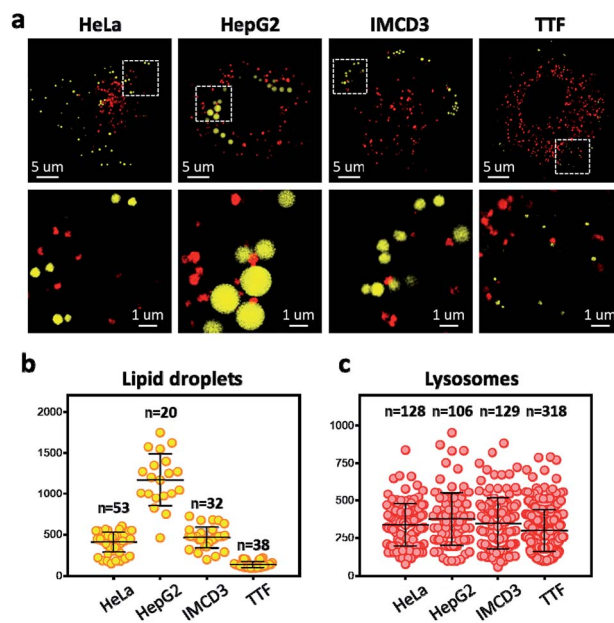 a
HeLa HepG2 IMCD3 TTF
5 um 5 um 5 um 5 um
1 um 1 um 1 um 1 um
b Lipid droplets
2000
1500
1000
500
0
n=53
n=20
n=32
n=38
HeLa HepG2 IMCD3 TTF
c Lysosomes
1000
750
500
250
0
n=128 n=106 n=129 n=318
HeLa HepG2 IMCD3 TTF